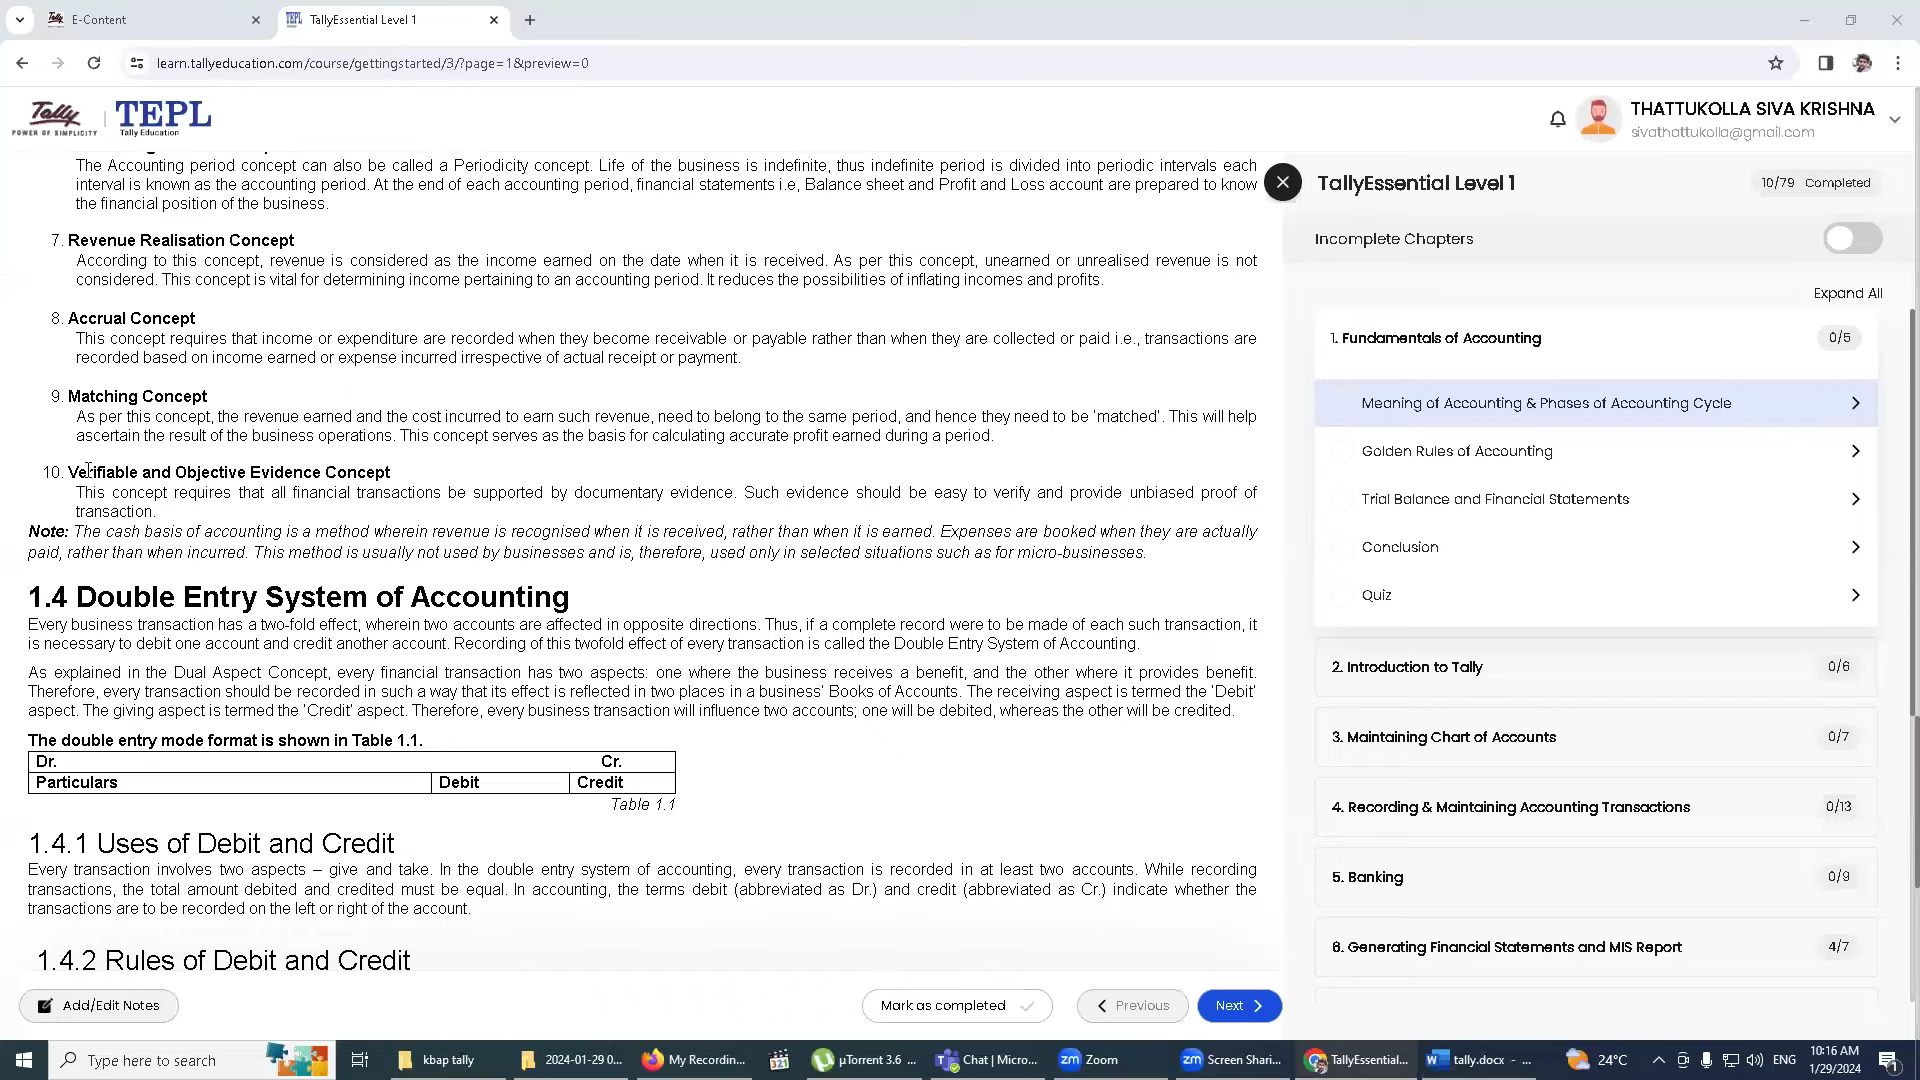 E-Content
TallyEssential Level 1
learn.tallyeducation.com/course/gettingstarted/3/?page=1&preview=0
Tally
POWER OF SIMPLICITY
TEPL
Tally Education
THATTUKOLLA SIVA KRISHNA
sivathattukolla@gmail.com
The Accounting period concept can also be called a Periodicity concept. Life of the business is indefinite, thus indefinite period is divided into periodic intervals each
interval is known as the accounting period. At the end of each accounting period, financial statements i.e, Balance sheet and Profit and Loss account are prepared to know
the financial position of the business.
7. Revenue Realisation Concept
According to this concept, revenue is considered as the income earned on the date when it is received. As per this concept, unearned or unrealised revenue is not
considered. This concept is vital for determining income pertaining to an accounting period. It reduces the possibilities of inflating incomes and profits.
8. Accrual Concept
This concept requires that income or expenditure are recorded when they become receivable or payable rather than when they are collected or paid i.e., transactions are
recorded based on income earned or expense incurred irrespective of actual receipt or payment.
9. Matching Concept
As per this concept, the revenue earned and the cost incurred to earn such revenue, need to belong to the same period, and hence they need to be 'matched'. This will help
ascertain the result of the business operations. This concept serves as the basis for calculating accurate profit earned during a period.
10. Verifiable and Objective Evidence Concept
This concept requires that all financial transactions be supported by documentary evidence. Such evidence should be easy to verify and provide unbiased proof of
transaction.
Note: The cash basis of accounting is a method wherein revenue is recognised when it is received, rather than when it is earned. Expenses are booked when they are actually
paid, rather than when incurred. This method is usually not used by businesses and is, therefore, used only in selected situations such as for micro-businesses.
1.4 Double Entry System of Accounting
Every business transaction has a two-fold effect, wherein two accounts are affected in opposite directions. Thus, if a complete record were to be made of each such transaction, it
is necessary to debit one account and credit another account. Recording of this twofold effect of every transaction is called the Double Entry System of Accounting.
As explained in the Dual Aspect Concept, every financial transaction has two aspects: one where the business receives a benefit, and the other where it provides benefit.
Therefore, every transaction should be recorded in such a way that its effect is reflected in two places in a business' Books of Accounts. The receiving aspect is termed the 'Debit'
aspect. The giving aspect is termed the 'Credit' aspect. Therefore, every business transaction will influence two accounts; one will be debited, whereas the other will be credited.
The double entry mode format is shown in Table 1.1.
Dr. Cr.
Particulars Debit Credit
Table 1.1
1.4.1 Uses of Debit and Credit
Every transaction involves two aspects – give and take. In the double entry system of accounting, every transaction is recorded in at least two accounts. While recording
transactions, the total amount debited and credited must be equal. In accounting, the terms debit (abbreviated as Dr.) and credit (abbreviated as Cr.) indicate whether the
transactions are to be recorded on the left or right of the account.
1.4.2 Rules of Debit and Credit
Add/Edit Notes
Mark as completed
Previous
Next
TallyEssential Level 1
10/79 Completed
Incomplete Chapters
Expand All
1. Fundamentals of Accounting 0/5
Meaning of Accounting & Phases of Accounting Cycle
Golden Rules of Accounting
Trial Balance and Financial Statements
Conclusion
Quiz
2. Introduction to Tally 0/6
3. Maintaining Chart of Accounts 0/7
4. Recording & Maintaining Accounting Transactions 0/13
5. Banking 0/9
6. Generating Financial Statements and MIS Report 4/7
Type here to search
kbap tally
2024-01-29 0...
My Recordin...
321
µTorrent 3.6 ...
Chat | Micro...
zm Zoom
zm Screen Shari...
TallyEssential...
tally.docx - ...
24°C
ENG
10:16 AM
1/29/2024
1